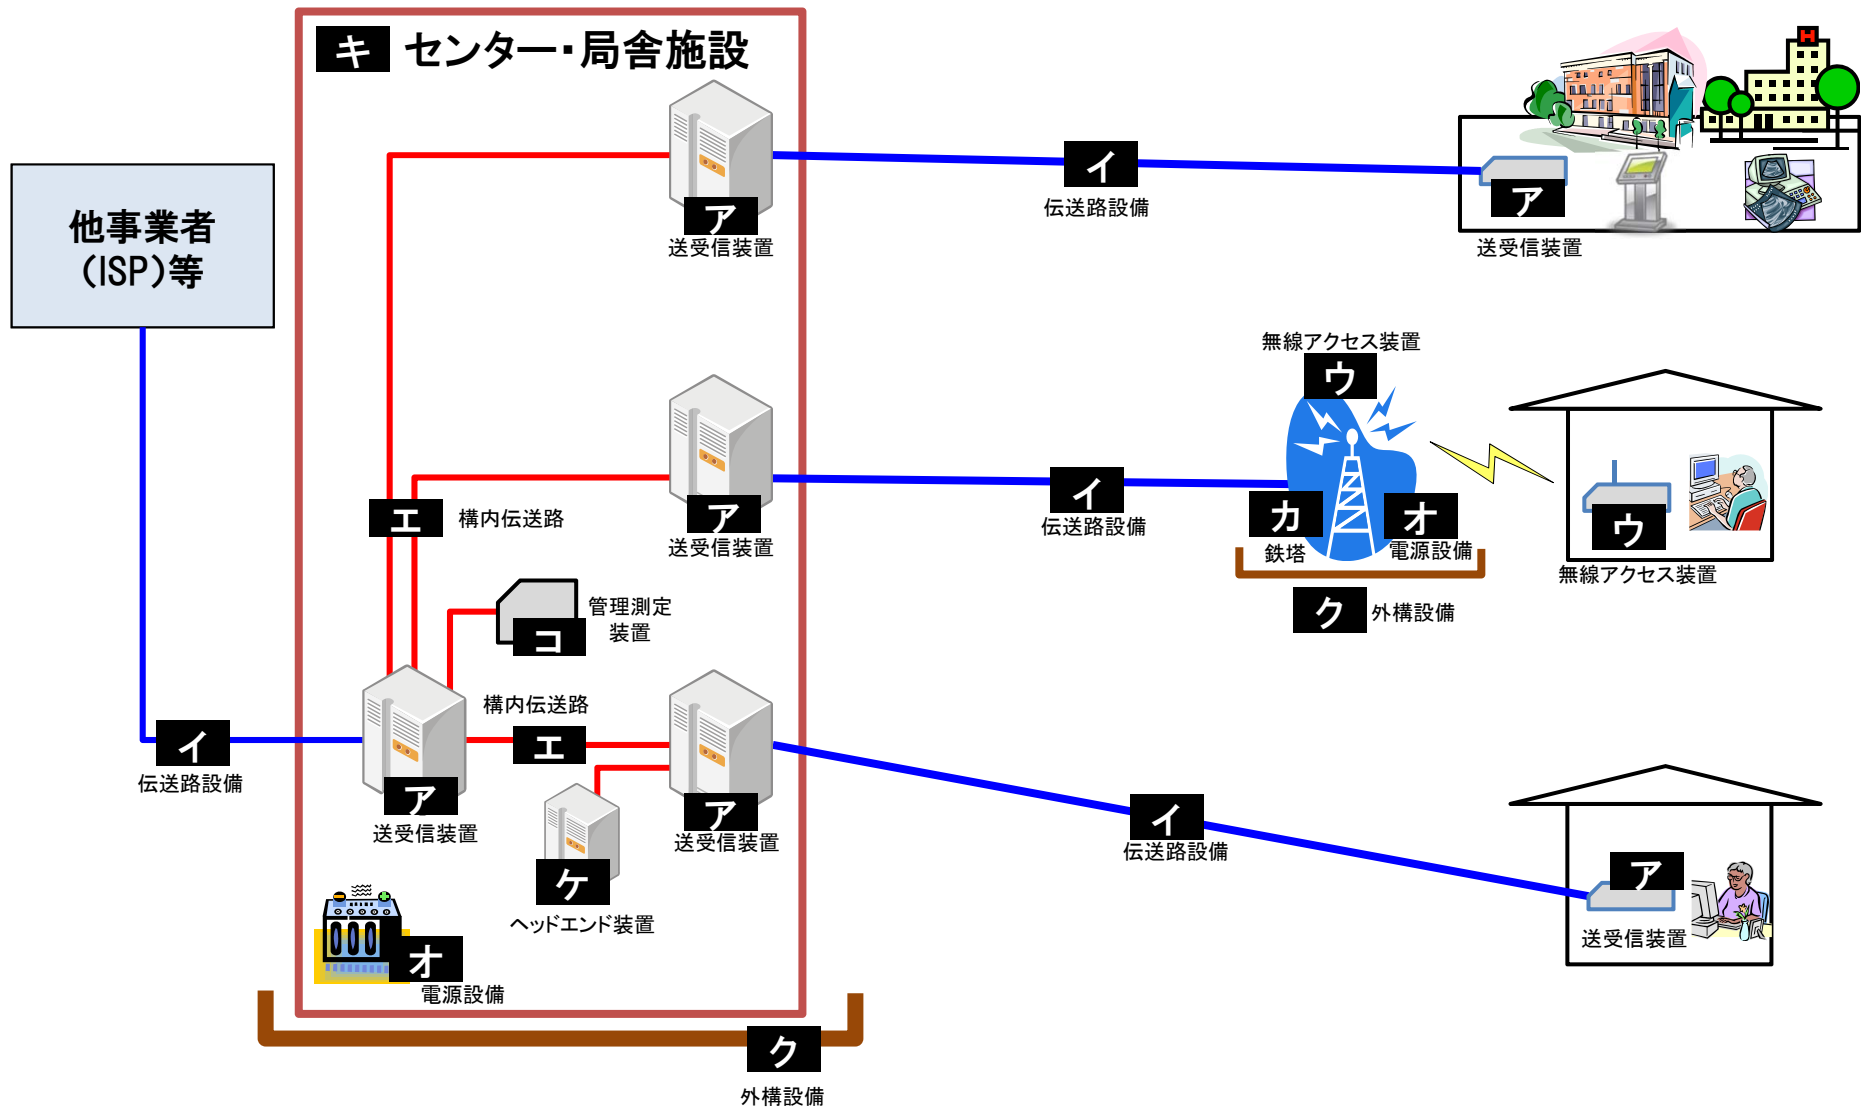 キ センター・局舎施設
他事業者
(ISP)等
ア
送受信装置
イ
伝送路設備
H
ア
送受信装置
無線アクセス装置
ウ
エ 構内伝送路
ア
送受信装置
イ
伝送路設備
カ
鉄塔
オ
電源設備
ク 外構設備
ウ
無線アクセス装置
管理測定
装置
コ
構内伝送路
エ
イ
伝送路設備
ア
送受信装置
ア
送受信装置
ケ
ヘッドエンド装置
イ
伝送路設備
ア
送受信装置
オ
電源設備
ク
外構設備